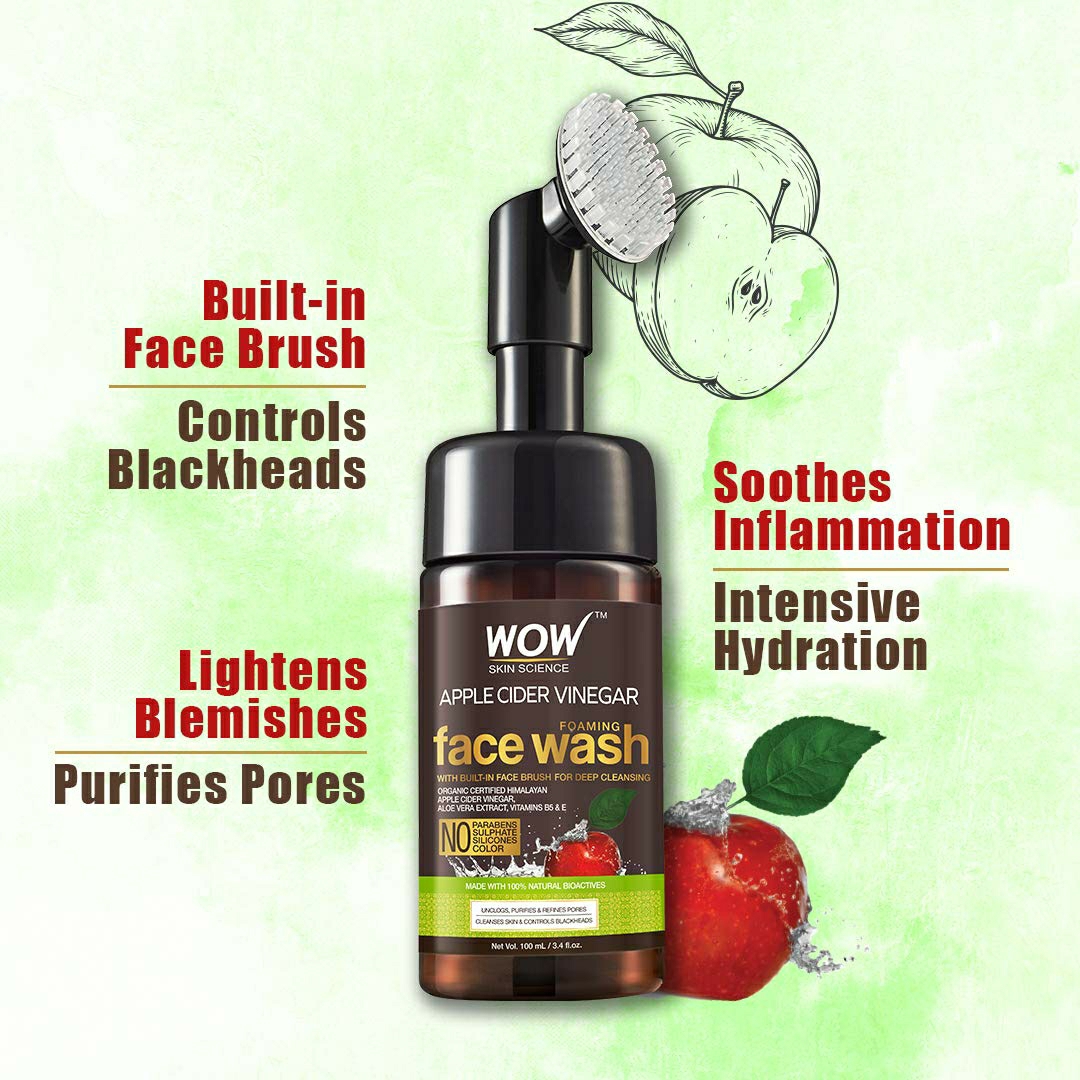 Built-in
Face Brush
Controls
Blackheads
Lightens
Blemishes
Purifies Pores
Soothes
Inflammation
Intensive
Hydration
WOW™
SKIN SCIENCE
APPLE CIDER VINEGAR
FOAMING
face wash
WITH BUILT-IN FACE BRUSH FOR DEEP CLEANSING
ORGANIC CERTIFIED HIMALAYAN
APPLE CIDER VINEGAR,
ALOE VERA EXTRACT, VITAMINS B5 & E
NO
PARABENS
SULPHATE
SILICONES
COLOR
MADE WITH 100% NATURAL BIOACTIVES
UNCLOGS, PURIFIES & REFINES PORES
CLEANSES SKIN & CONTROLS BLACKHEADS
Net Vol. 100 mL / 3.4 fl.oz.